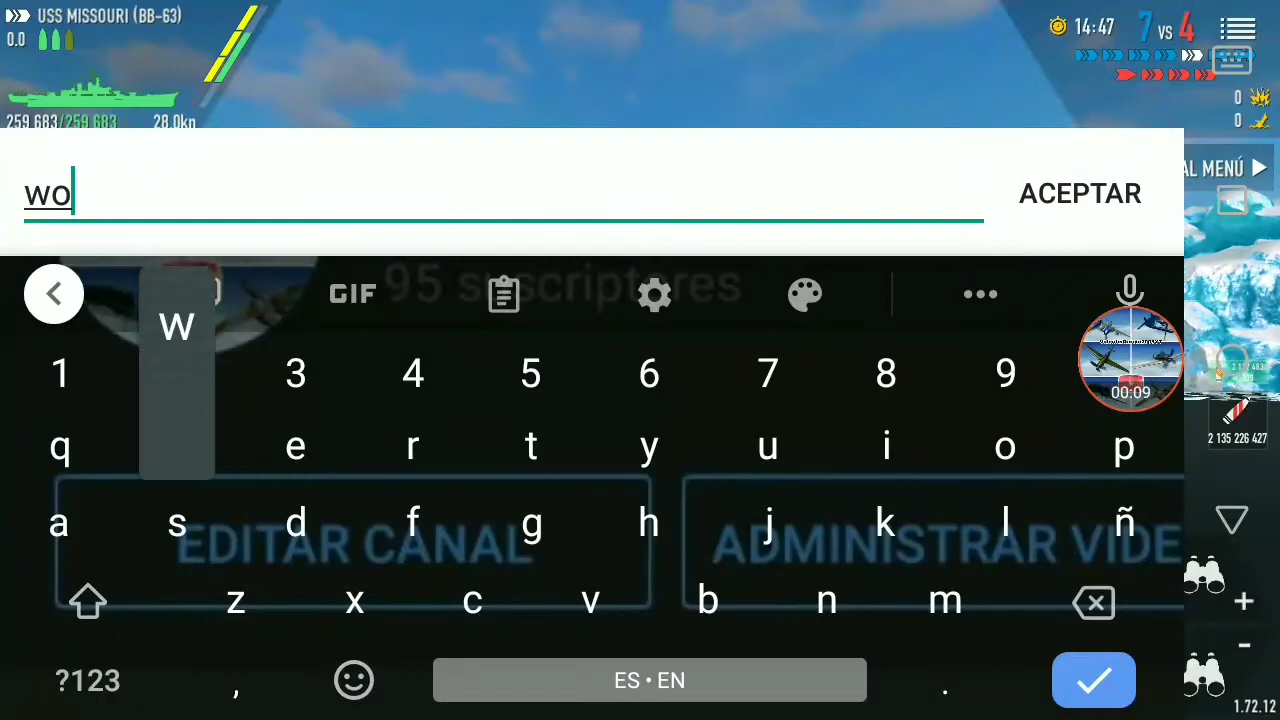 USS MISSOURI (BB-63)
0.0
259 683/259 683 28.0kn
14:47 7 vs 4
0
0
wo
ACEPTAR
AL MENÚ
GIF
95 suscriptores
w
1 3 4 5 6 7 8 9
00:09
2 135 226 427
q e r t y u i o p
a s d f g h j k l ñ
EDITAR CANAL
ADMINISTRAR VIDE
z x c v b n m
+
-
?123 , ES • EN .
1.72.12